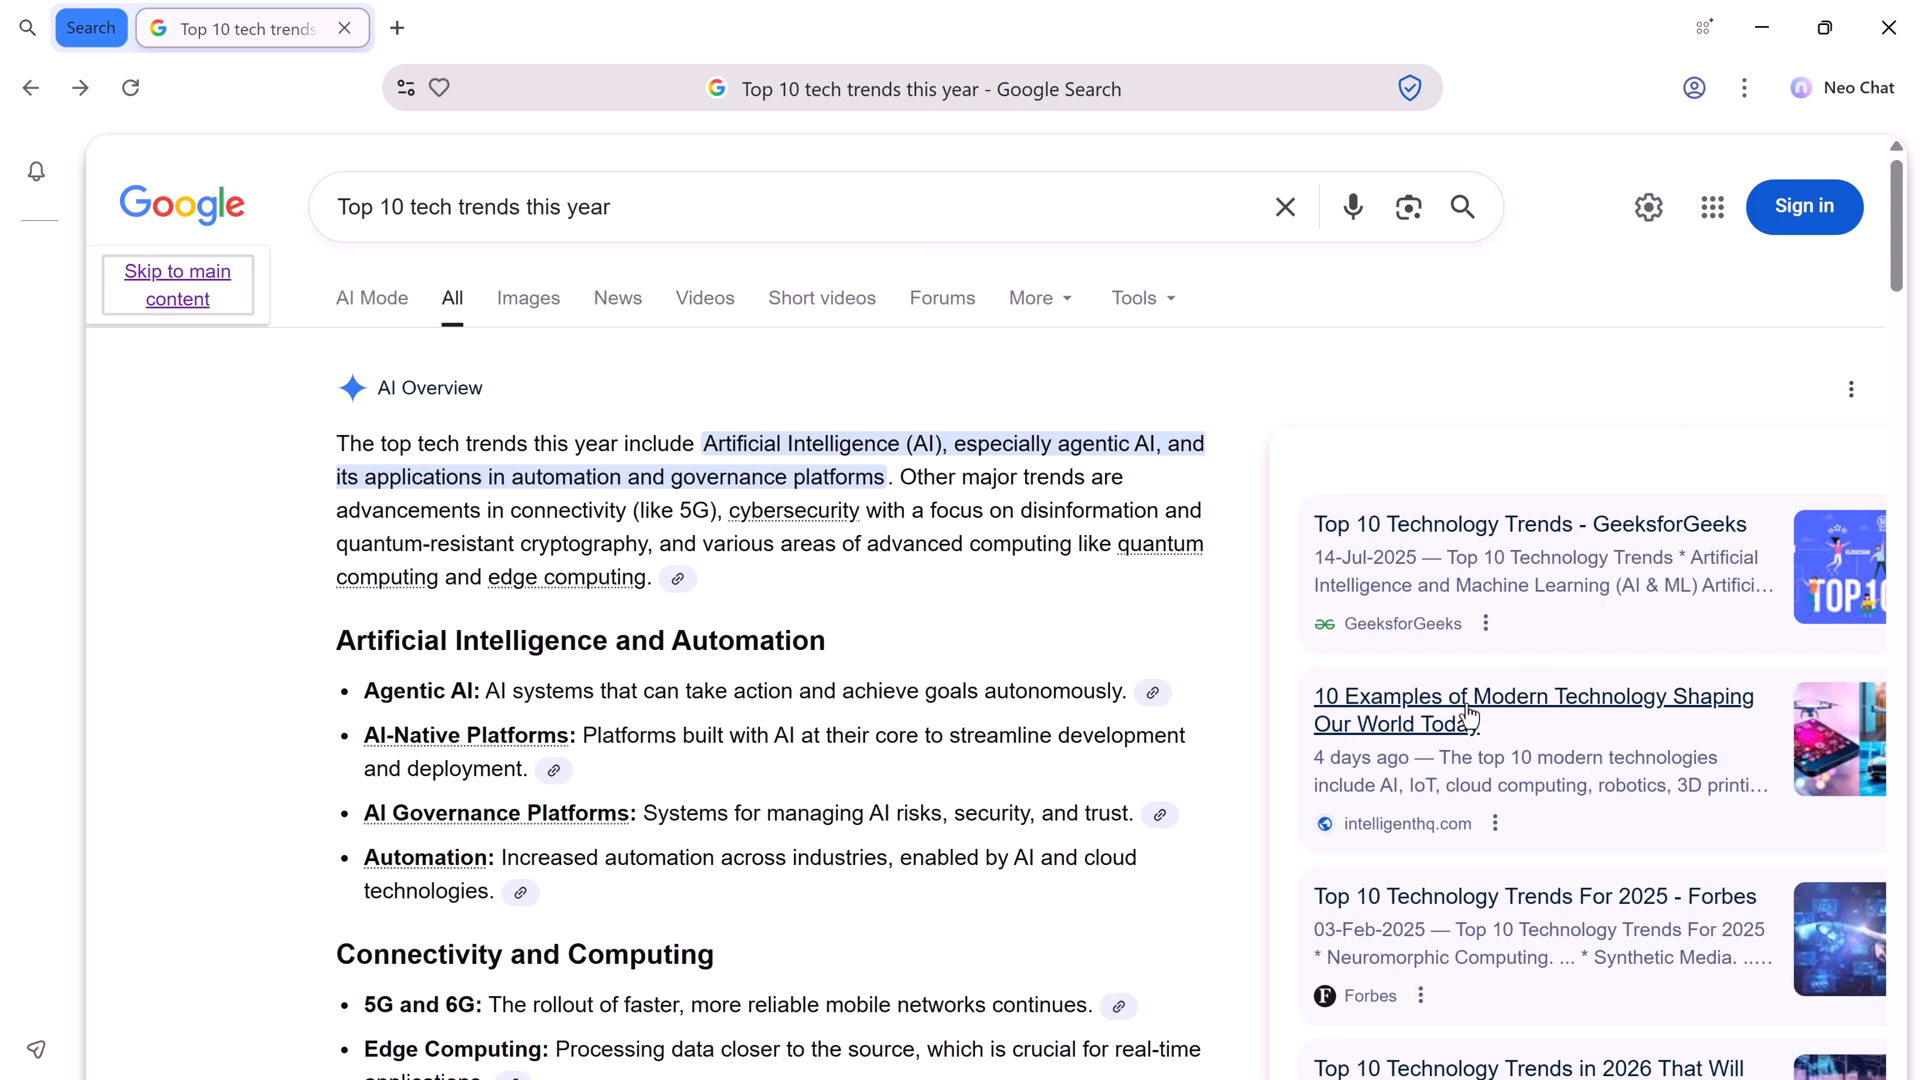 Search
Top 10 tech trends
Top 10 tech trends this year - Google Search
Neo Chat
Google
Top 10 tech trends this year
Sign in
Skip to main
content
AI Mode
All
Images
News
Videos
Short videos
Forums
More
Tools
AI Overview
The top tech trends this year include Artificial Intelligence (AI), especially agentic AI, and
its applications in automation and governance platforms. Other major trends are
advancements in connectivity (like 5G), cybersecurity with a focus on disinformation and
quantum-resistant cryptography, and various areas of advanced computing like quantum
computing and edge computing.
Artificial Intelligence and Automation
• Agentic AI: AI systems that can take action and achieve goals autonomously.
• AI-Native Platforms: Platforms built with AI at their core to streamline development
and deployment.
• AI Governance Platforms: Systems for managing AI risks, security, and trust.
• Automation: Increased automation across industries, enabled by AI and cloud
technologies.
Connectivity and Computing
• 5G and 6G: The rollout of faster, more reliable mobile networks continues.
• Edge Computing: Processing data closer to the source, which is crucial for real-time
Top 10 Technology Trends - GeeksforGeeks
14-Jul-2025 — Top 10 Technology Trends * Artificial
Intelligence and Machine Learning (AI & ML) Artifici...
GeeksforGeeks
TOP 10
10 Examples of Modern Technology Shaping
Our World Today
4 days ago — The top 10 modern technologies
include AI, IoT, cloud computing, robotics, 3D printi...
intelligenthq.com
Top 10 Technology Trends For 2025 - Forbes
03-Feb-2025 — Top 10 Technology Trends For 2025
* Neuromorphic Computing. ... * Synthetic Media. .....
Forbes
Top 10 Technology Trends in 2026 That Will